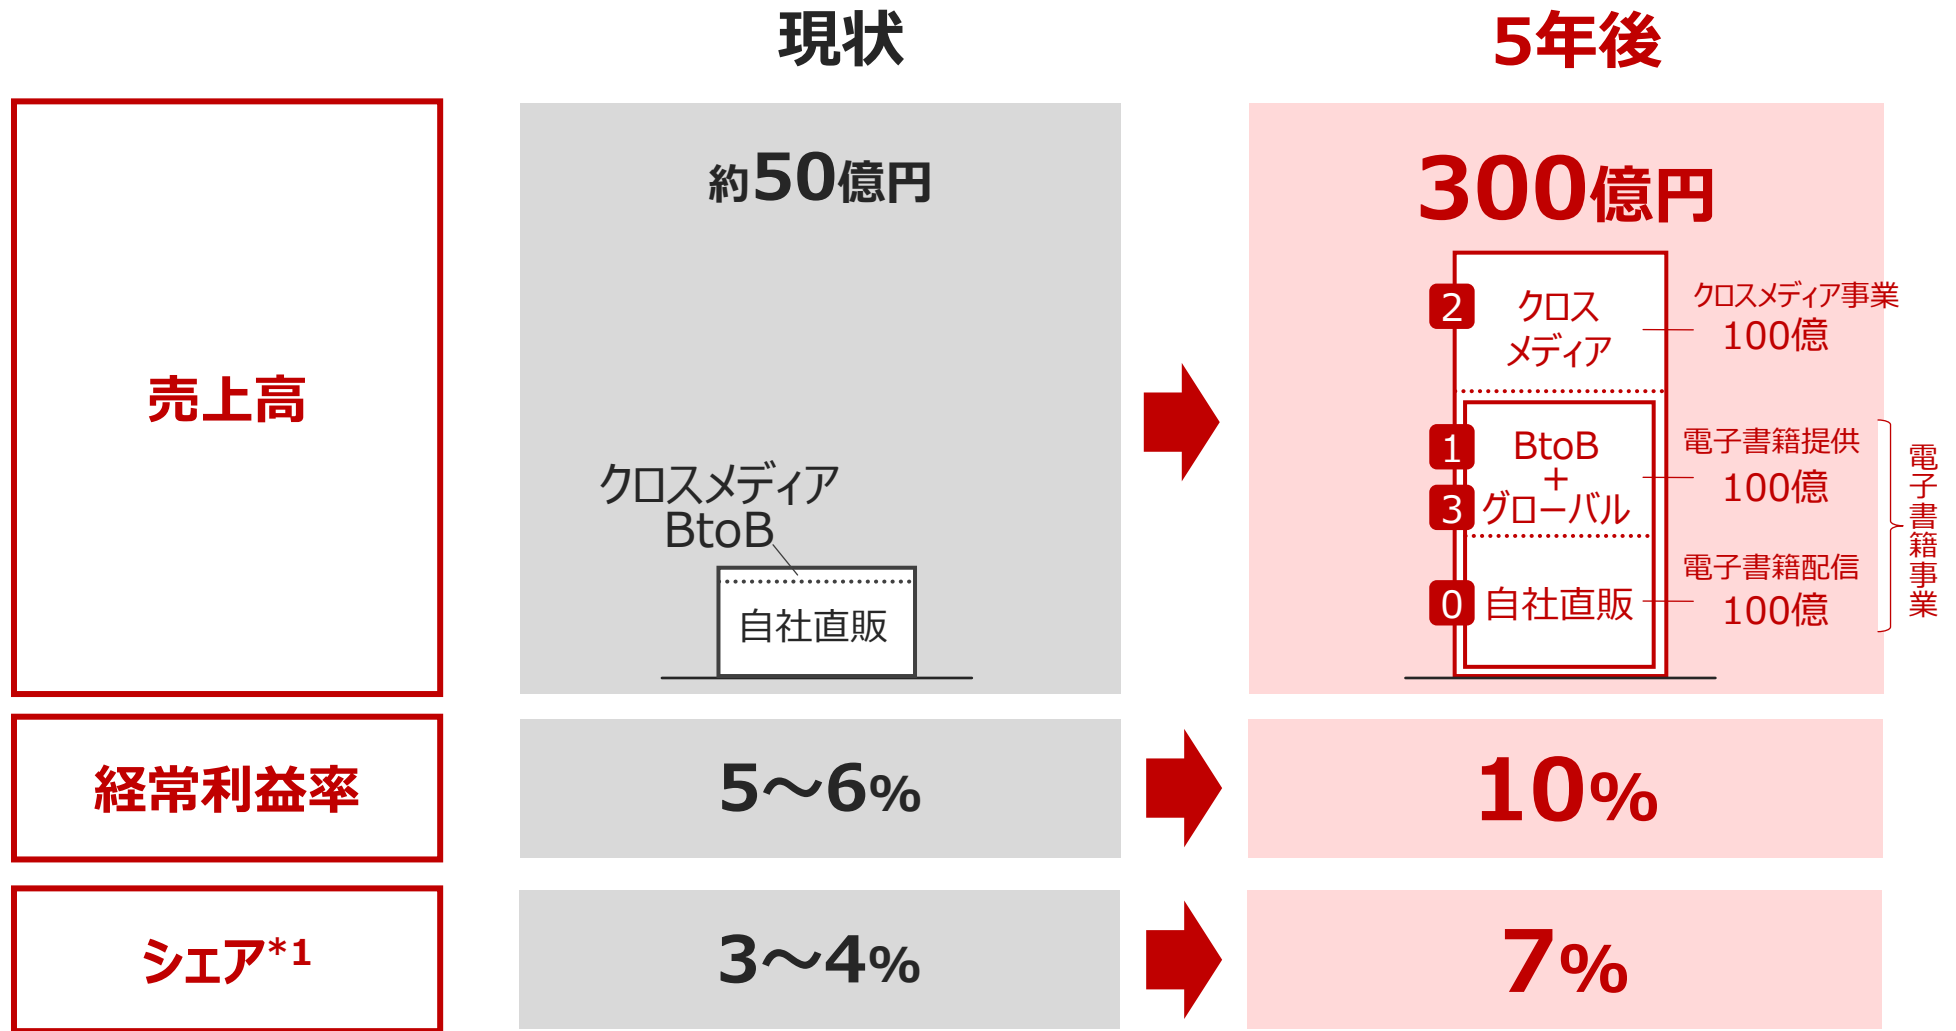 現状
5年後
売上高
約50億円
クロスメディア
BtoB
自社直販
300億円
2
クロス
メディア
クロスメディア事業
100億
1
BtoB
+
3
グローバル
電子書籍提供
100億
0
自社直販
電子書籍配信
100億
電子書籍事業
経常利益率
5～6%
10%
シェア*1
3～4%
7%